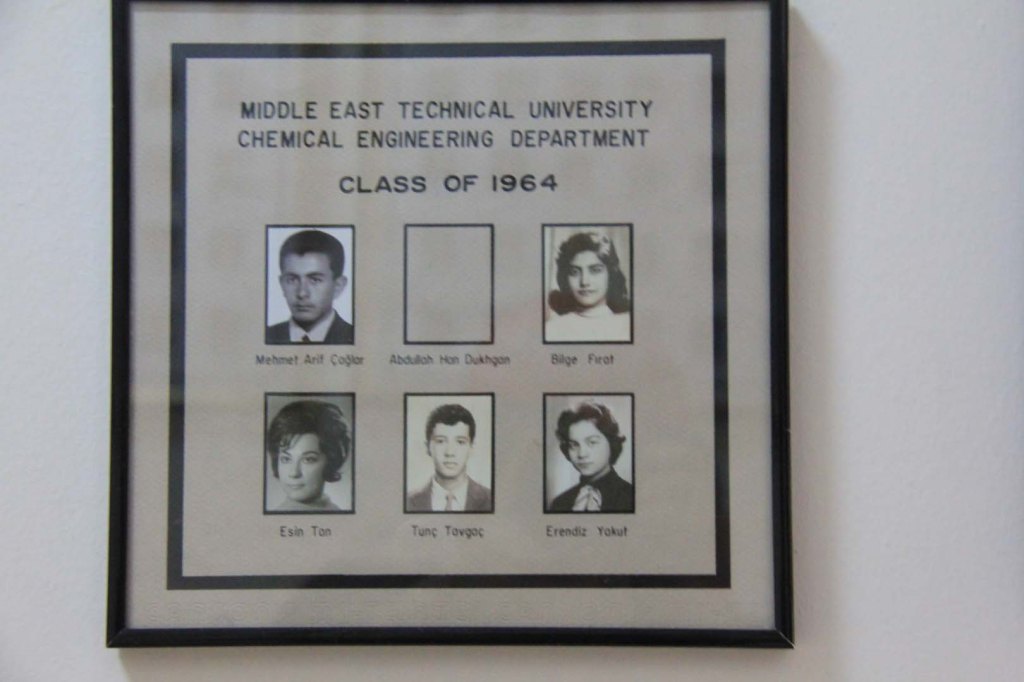 MIDDLE EAST TECHNICAL UNIVERSITY
CHEMICAL ENGINEERING DEPARTMENT
CLASS OF 1964
Mehmet Arif Çağlar Abdullah Han Dukhgan Bilge Fırat
Esin Tan Tunç Tavgaç Erendiz Yakut